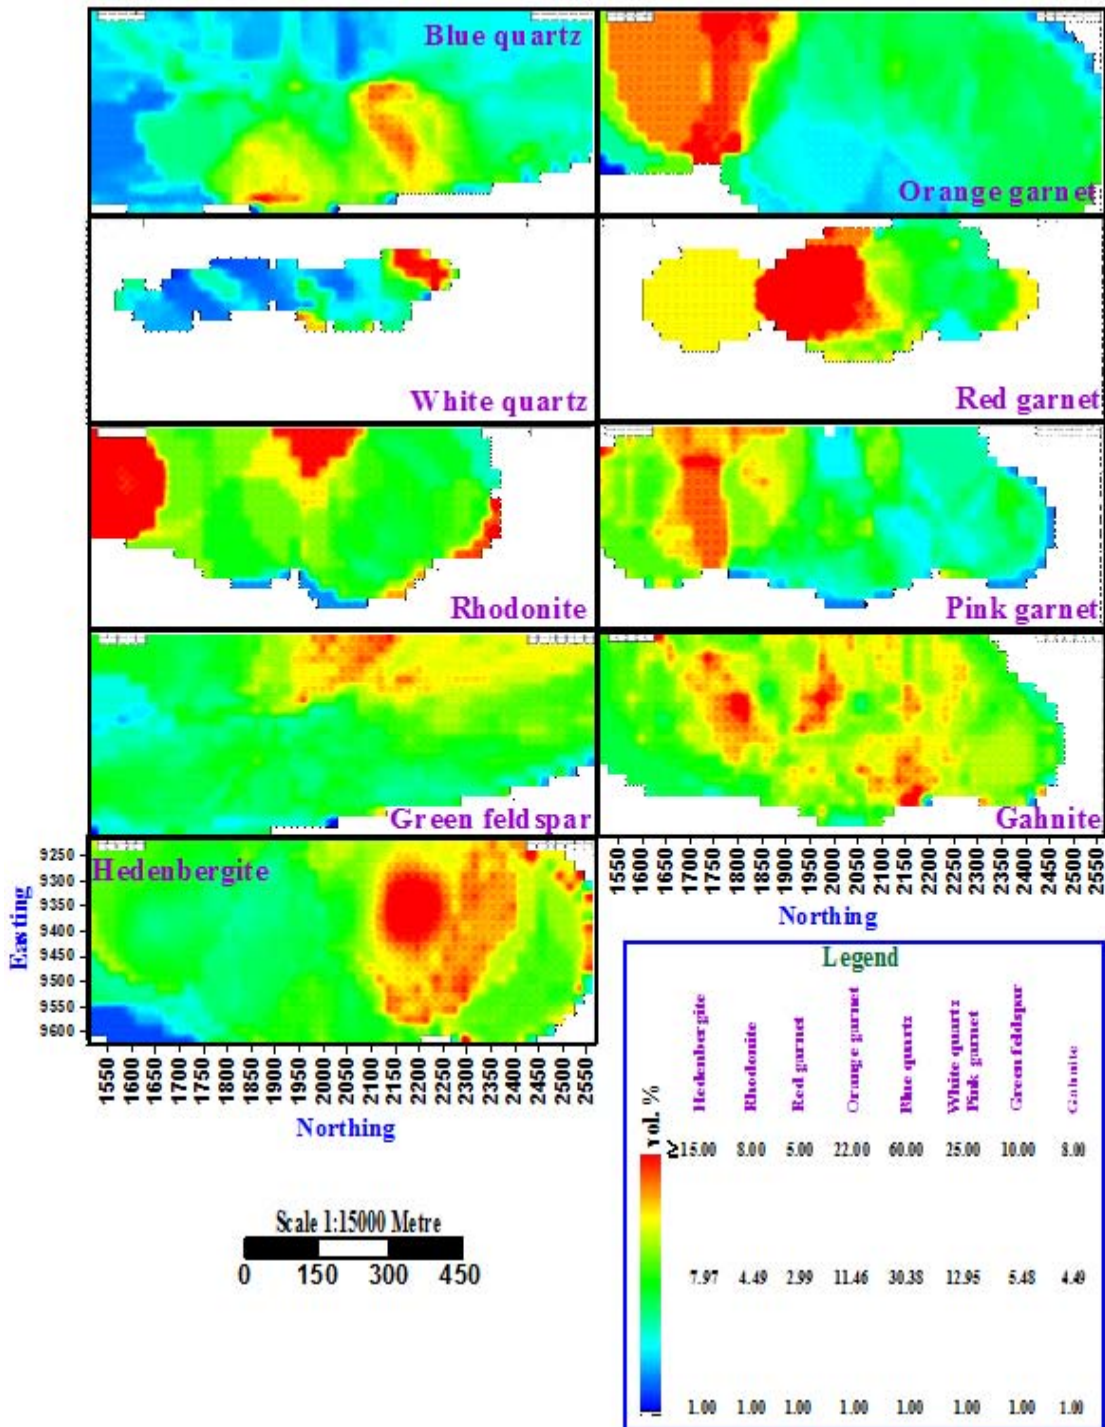 Blue quartz
Orange garnet
White quartz
Red garnet
Rhodonite
Pink garnet
Green feldspar
Gahnite
Hedenbergite
Easting
9250
9300
9350
9400
9450
9500
9550
9600
1550 1600 1650 1700 1750 1800 1850 1900 1950 2000 2050 2100 2150 2200 2250 2300 2350 2400 2450 2500
Northing
1500 1550 1600 1650 1700 1750 1800 1850 1900 1950 2000 2050 2100 2150 2200 2250 2300 2350 2400 2450 2500
Northing
Scale 1:15000 Metre
0 150 300 450
Legend
vol. %
Hedenbergite
Rhodonite
Red garnet
Orange garnet
Blue quartz
White quartz
Pink garnet
Green feldspar
Gahnite
≥15.00 8.00 5.00 22.00 60.00 25.00 10.00 8.00
7.97 4.49 2.99 11.46 30.38 12.95 5.48 4.49
1.00 1.00 1.00 1.00 1.00 1.00 1.00 1.00